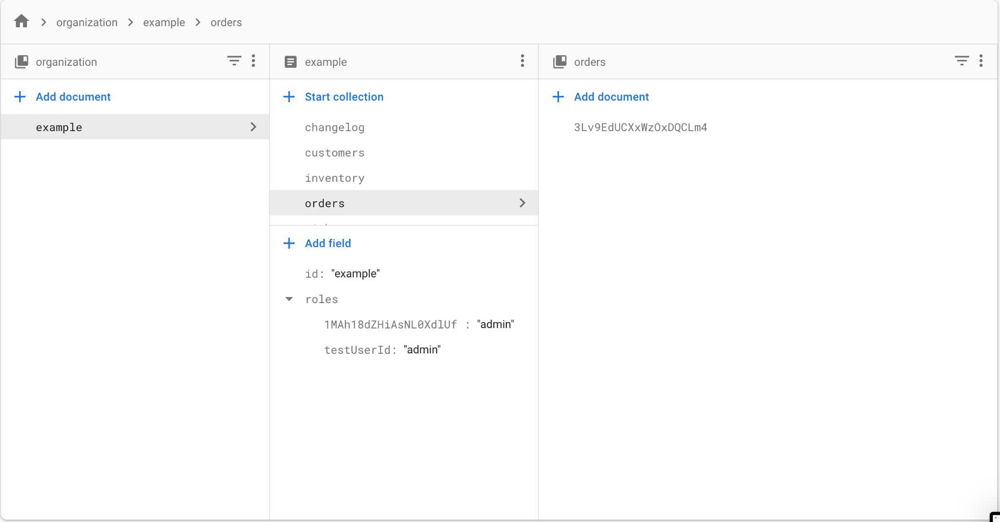 organization > example > orders
organization
example
orders
Add document
example
Start collection
changelog
customers
inventory
orders
Add field
id: "example"
roles
1MAh18dZHiAsNL0XdlUf : "admin"
testUserId: "admin"
Add document
3Lv9EdUCXxWzOxDQCLm4